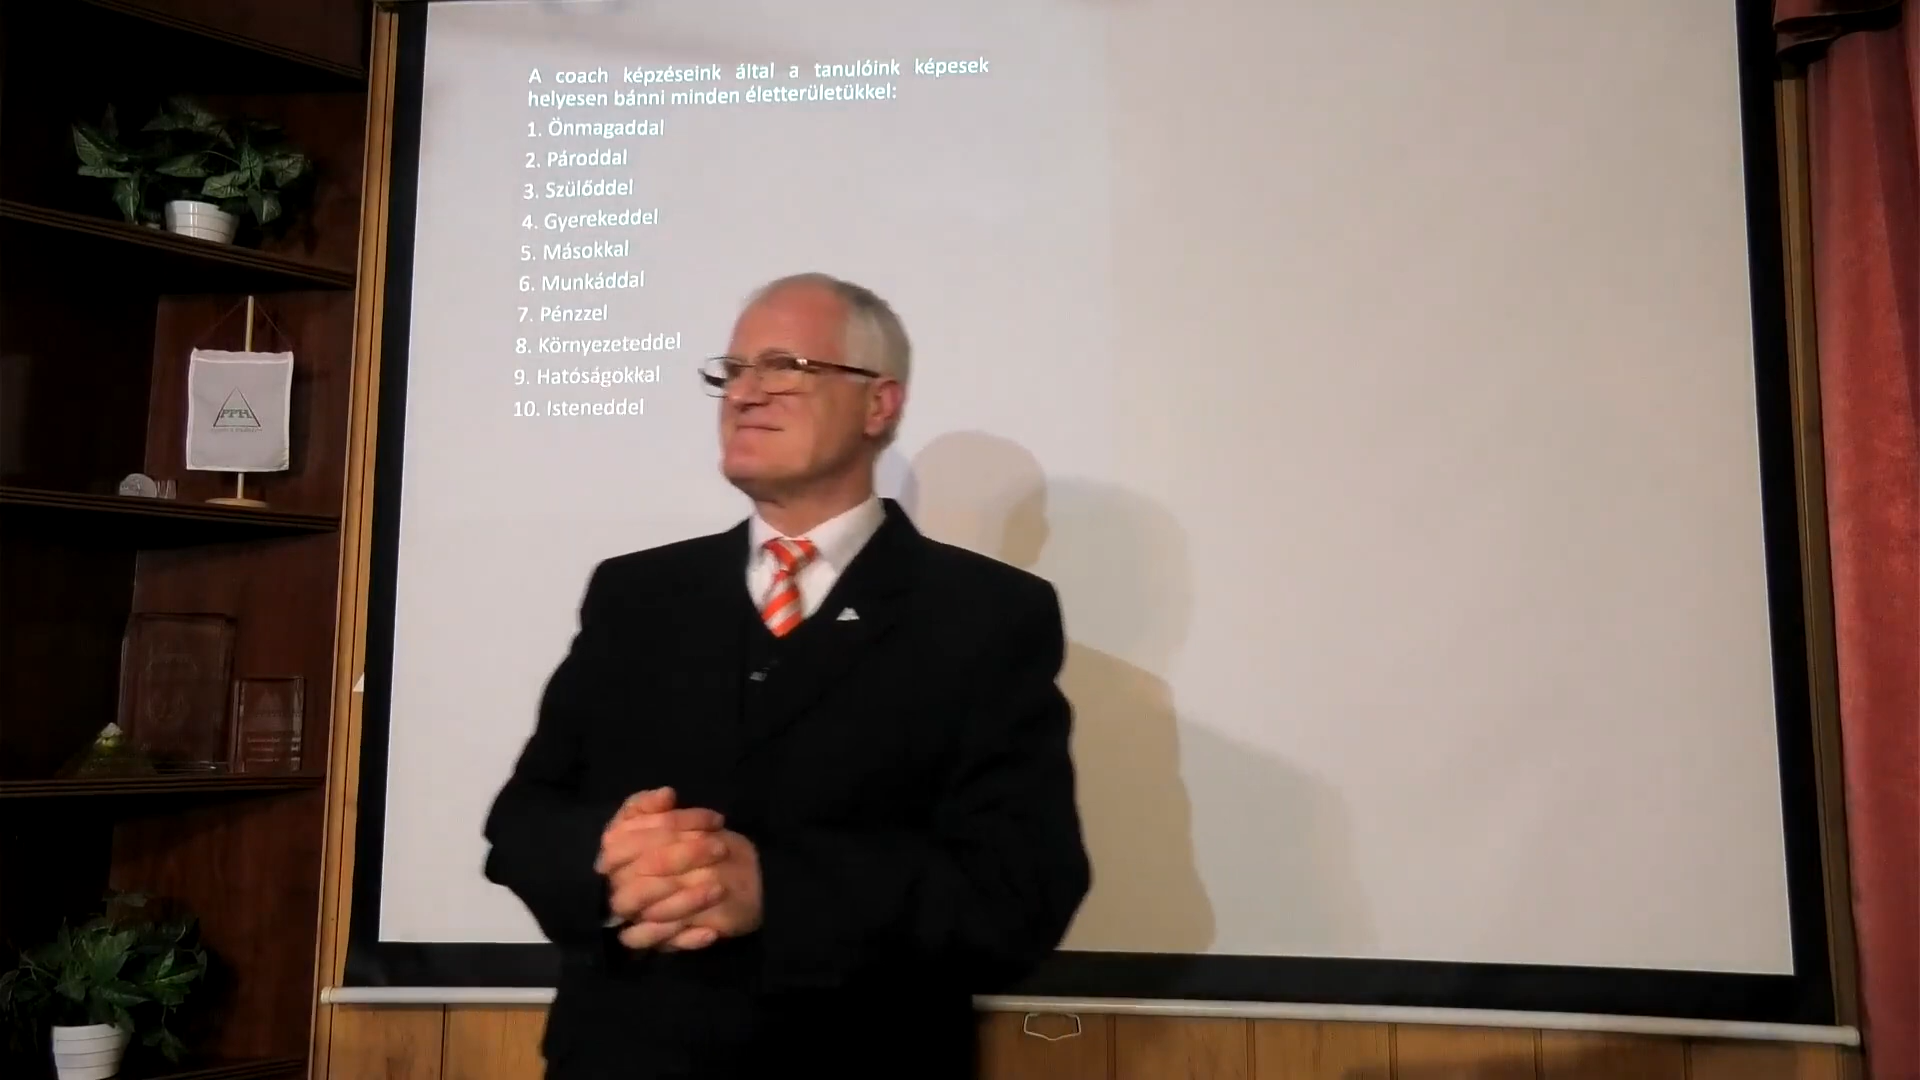 A coach képzéseink által a tanulóink képesek
helyesen bánni minden életterületükkel:
1. Önmagaddal
2. Pároddal
3. Szülőddel
4. Gyerekeddel
5. Másokkal
6. Munkáddal
7. Pénzzel
8. Környezeteddel
9. Hatóságokkal
10. Isteneddel
PPH